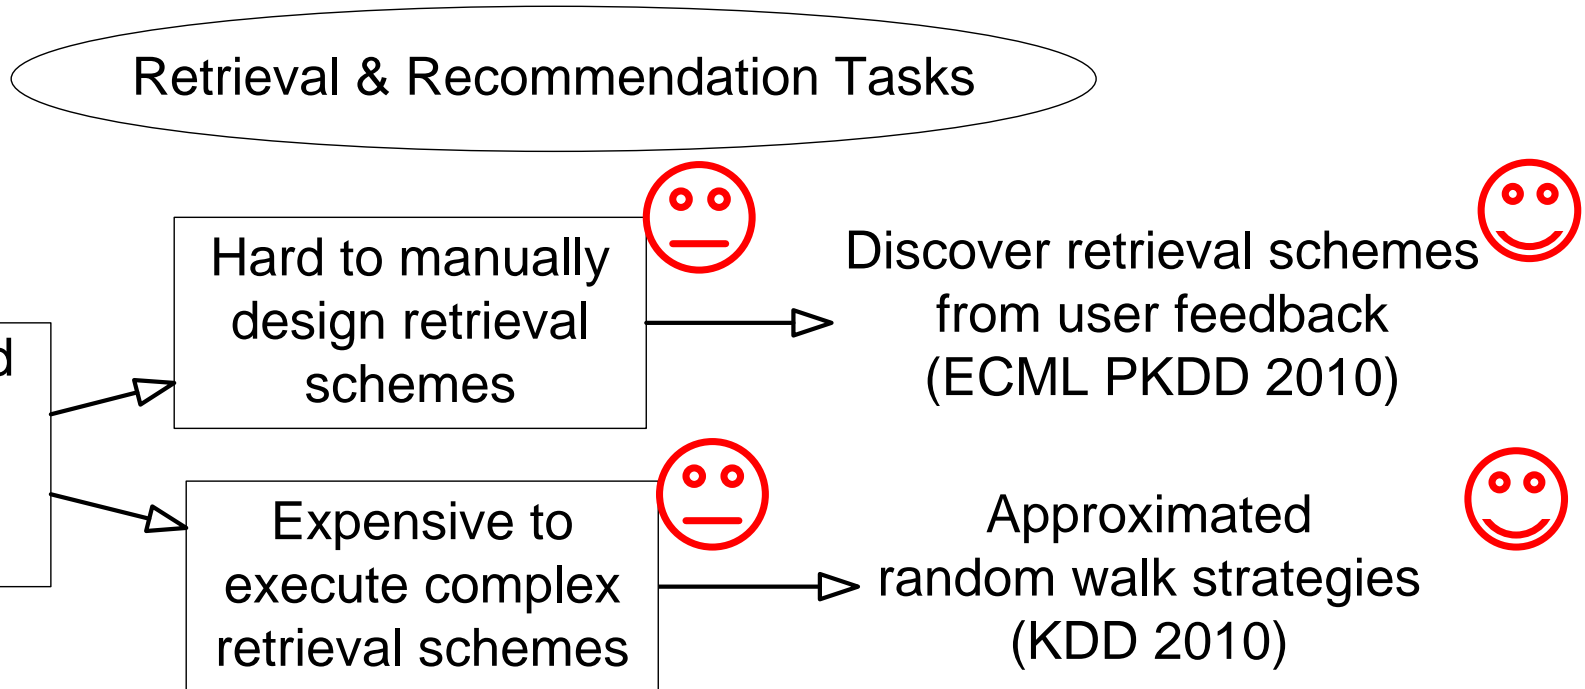 Retrieval & Recommendation Tasks
Hard to manually
design retrieval
schemes
Discover retrieval schemes
from user feedback
(ECML PKDD 2010)
Expensive to
execute complex
retrieval schemes
Approximated
random walk strategies
(KDD 2010)